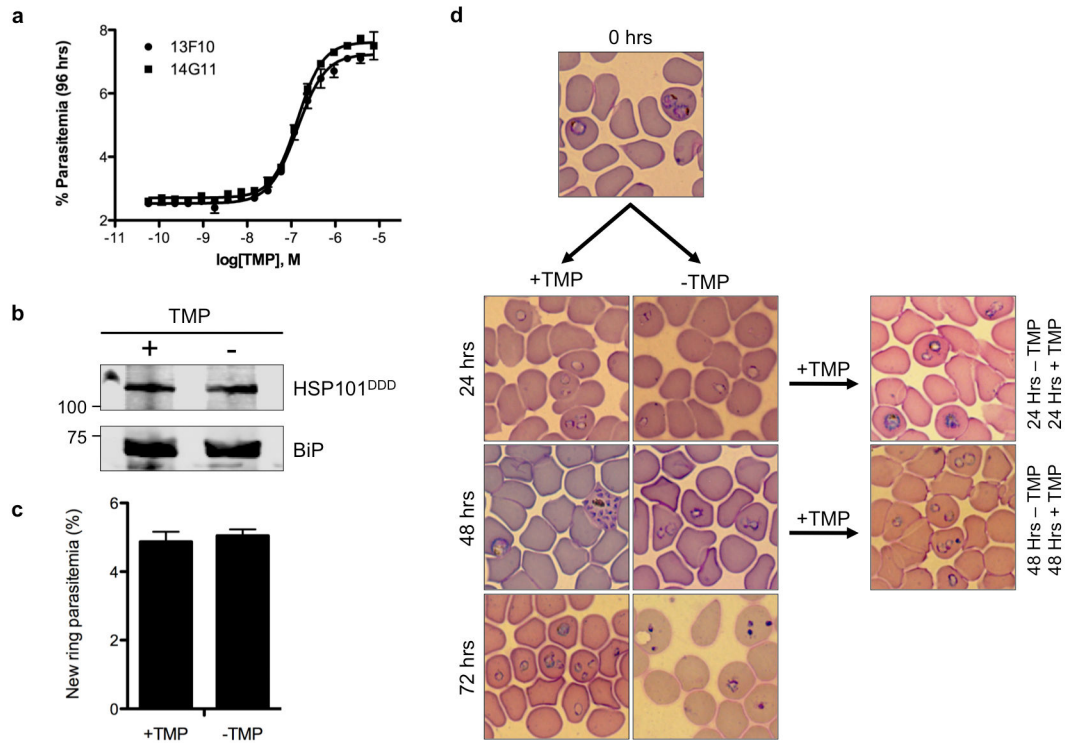 a
% Parasitemia (96 hrs)
8
6
4
2
13F10
14G11
-11
-10
-9
-8
-7
-6
-5
log[TMP], M
b
TMP
+
-
HSP101DDD
100
75
BiP
c
New ring parasitemia (%)
6
4
2
0
+TMP
-TMP
d
0 hrs
+TMP
-TMP
24 hrs
+TMP
24 Hrs – TMP
24 Hrs + TMP
48 hrs
+TMP
48 Hrs – TMP
48 Hrs + TMP
72 hrs